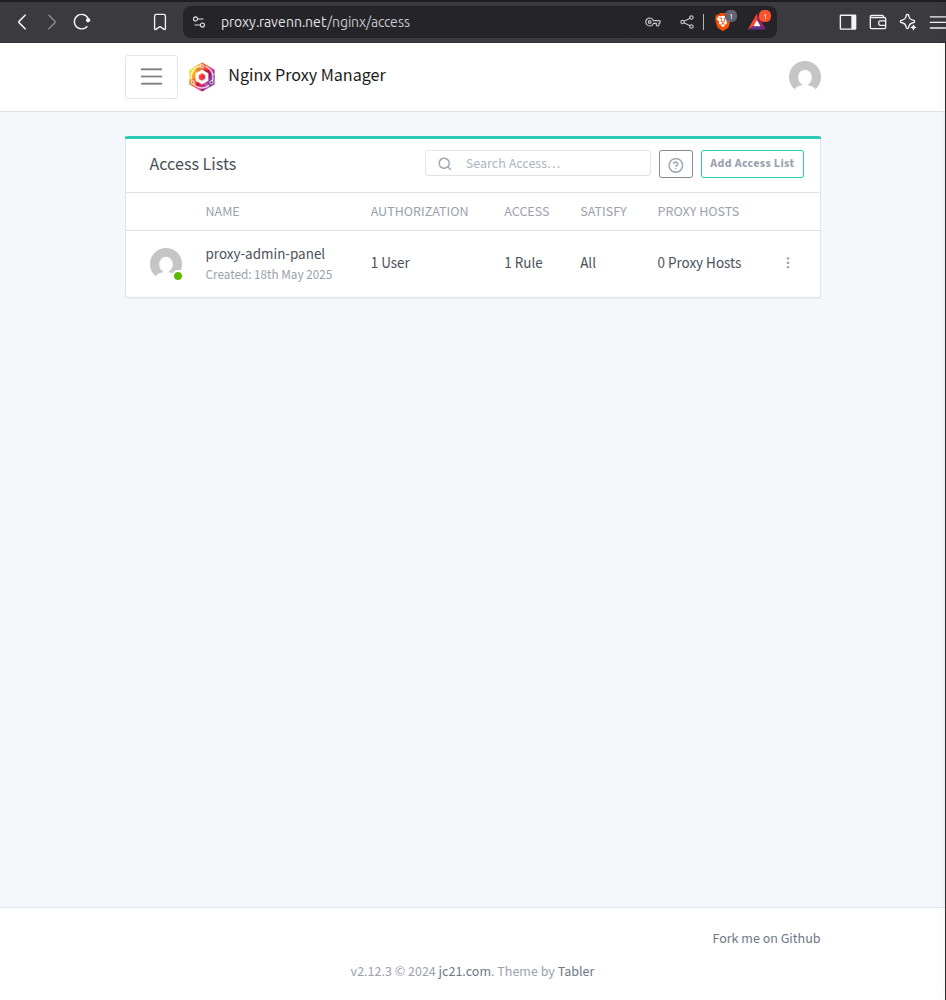 proxy.ravenn.net/nginx/access
1
1
Nginx Proxy Manager
Access Lists
Search Access…
Add Access List
NAME AUTHORIZATION ACCESS SATISFY PROXY HOSTS
proxy-admin-panel
Created: 18th May 2025
1 User
1 Rule
All
0 Proxy Hosts
Fork me on Github
v2.12.3 © 2024 jc21.com. Theme by Tabler